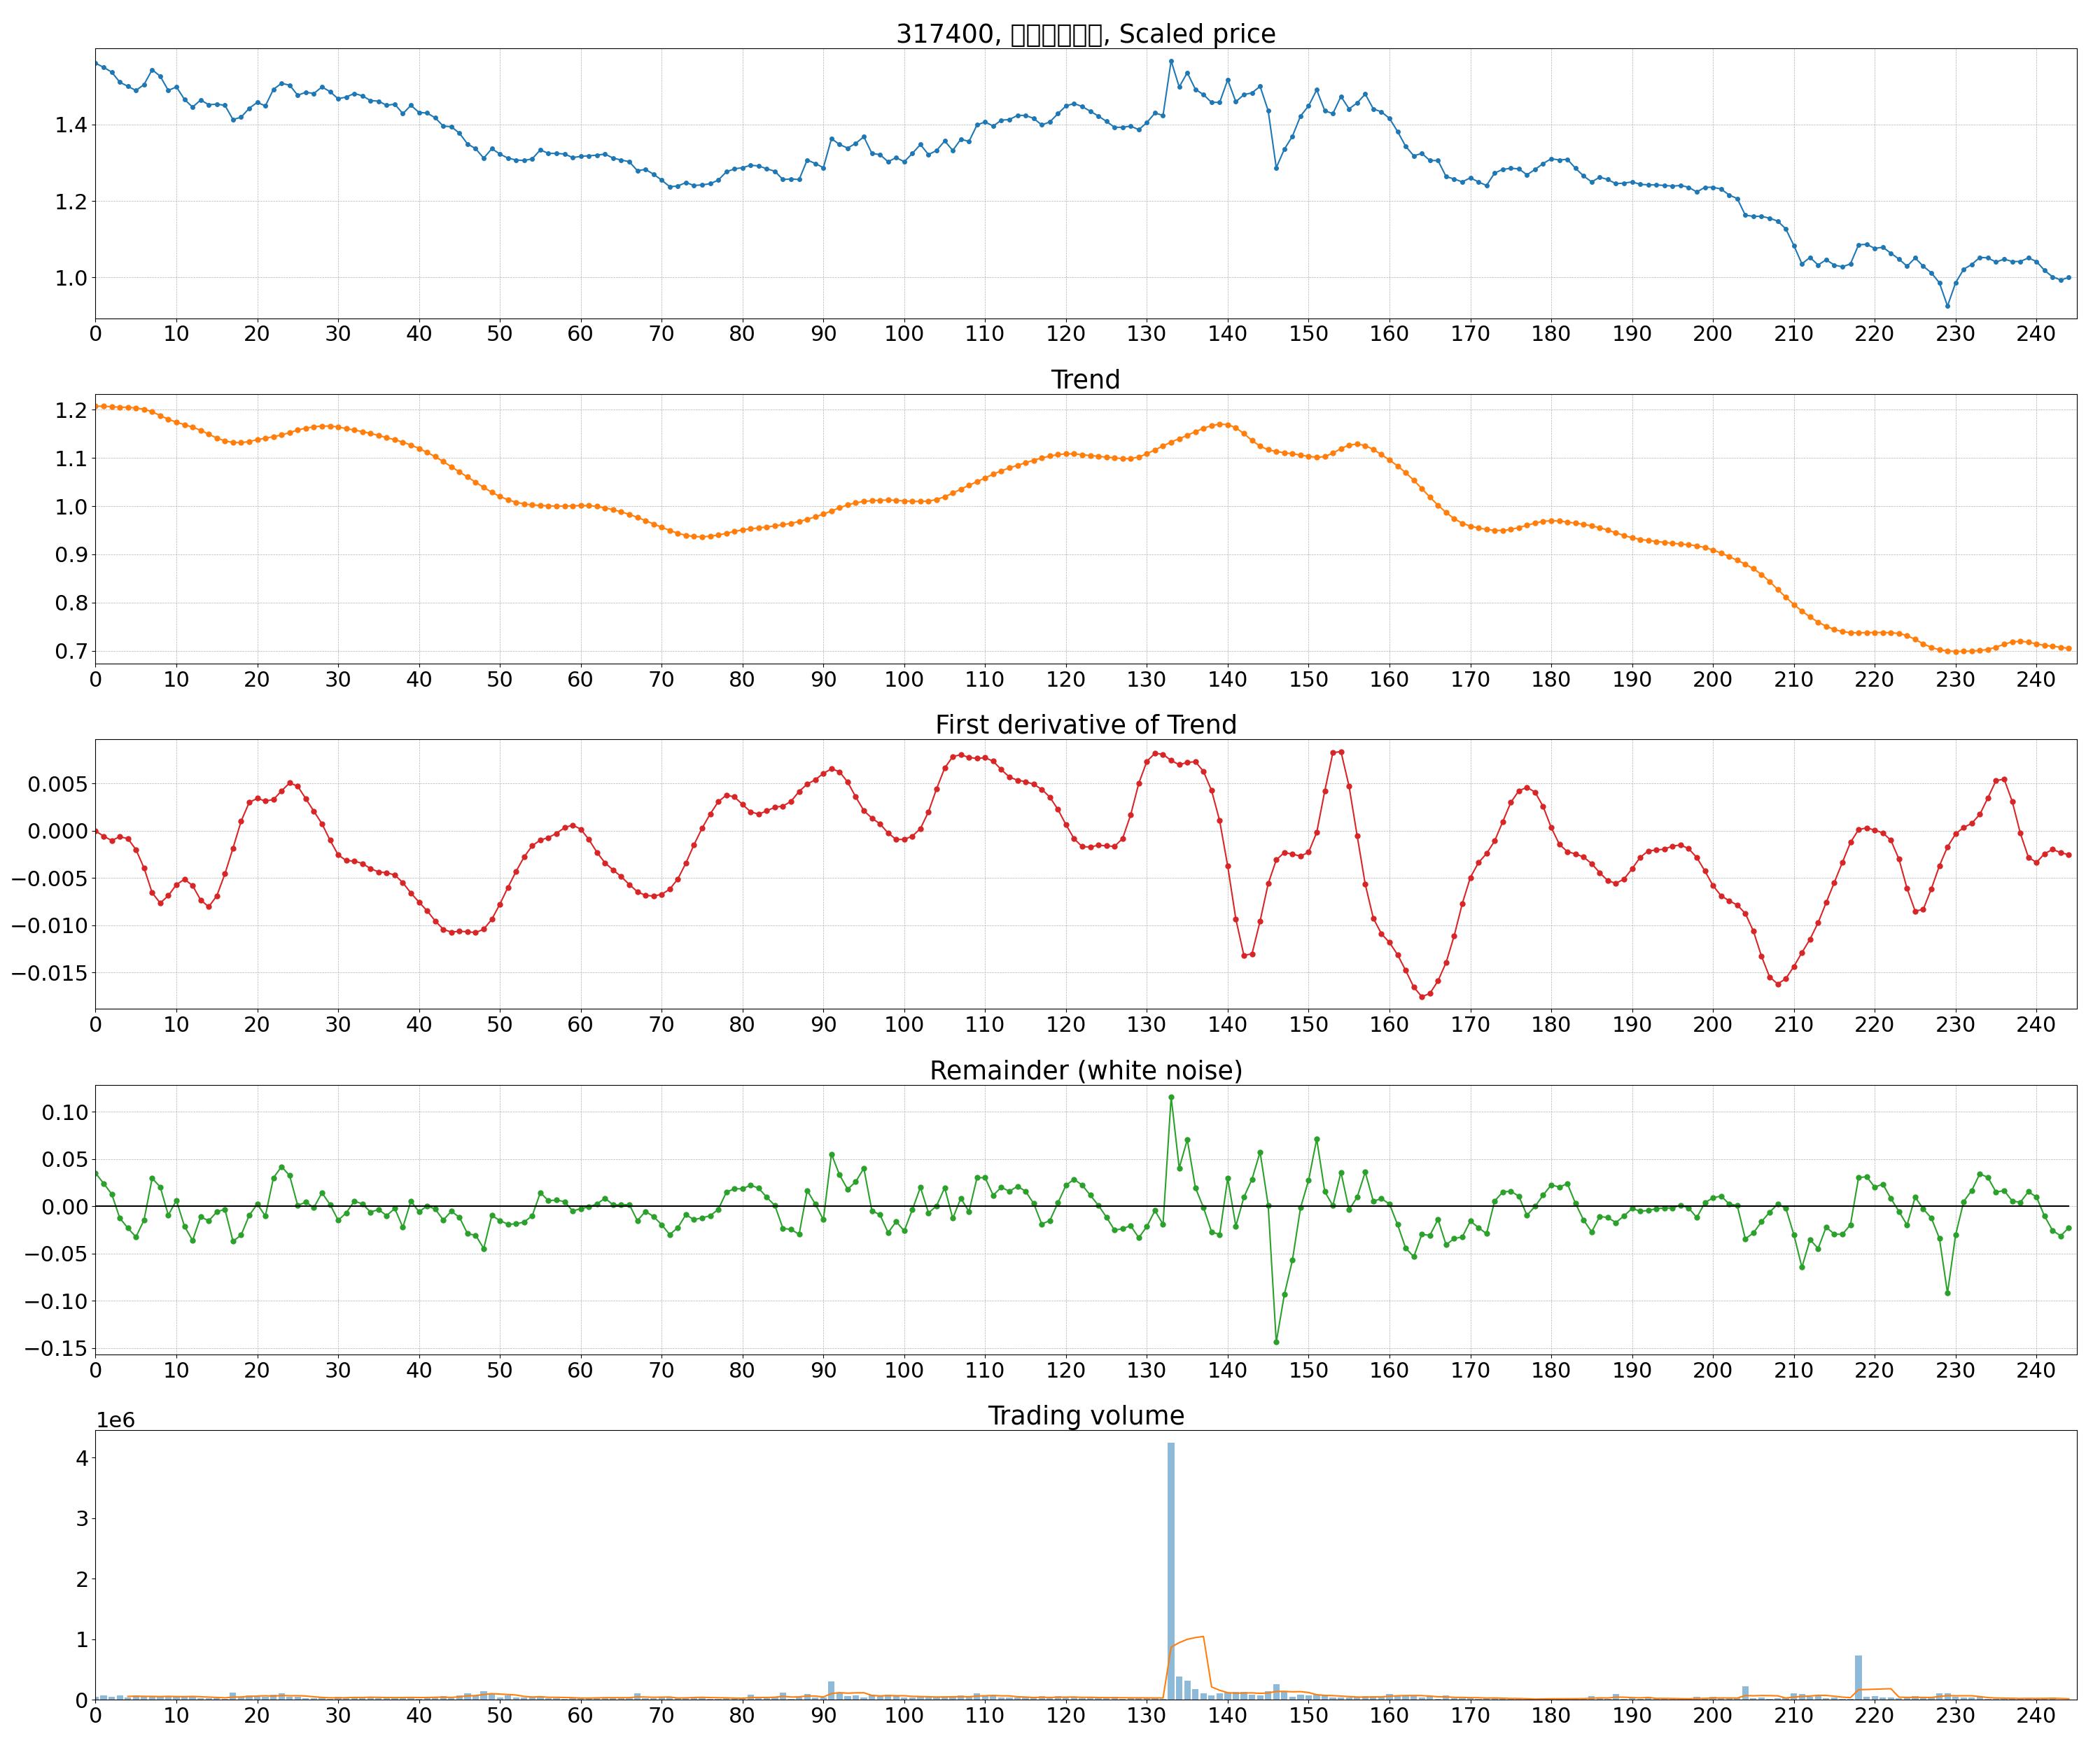 317400, □□□□□□, Scaled price
1.4
1.2
1.0
0 10 20 30 40 50 60 70 80 90 100 110 120 130 140 150 160 170 180 190 200 210 220 230 240
Trend
1.2
1.1
1.0
0.9
0.8
0.7
0 10 20 30 40 50 60 70 80 90 100 110 120 130 140 150 160 170 180 190 200 210 220 230 240
First derivative of Trend
0.005
0.000
−0.005
−0.010
−0.015
0 10 20 30 40 50 60 70 80 90 100 110 120 130 140 150 160 170 180 190 200 210 220 230 240
Remainder (white noise)
0.10
0.05
0.00
−0.05
−0.10
−0.15
0 10 20 30 40 50 60 70 80 90 100 110 120 130 140 150 160 170 180 190 200 210 220 230 240
Trading volume
1e6
4
3
2
1
0
0 10 20 30 40 50 60 70 80 90 100 110 120 130 140 150 160 170 180 190 200 210 220 230 240